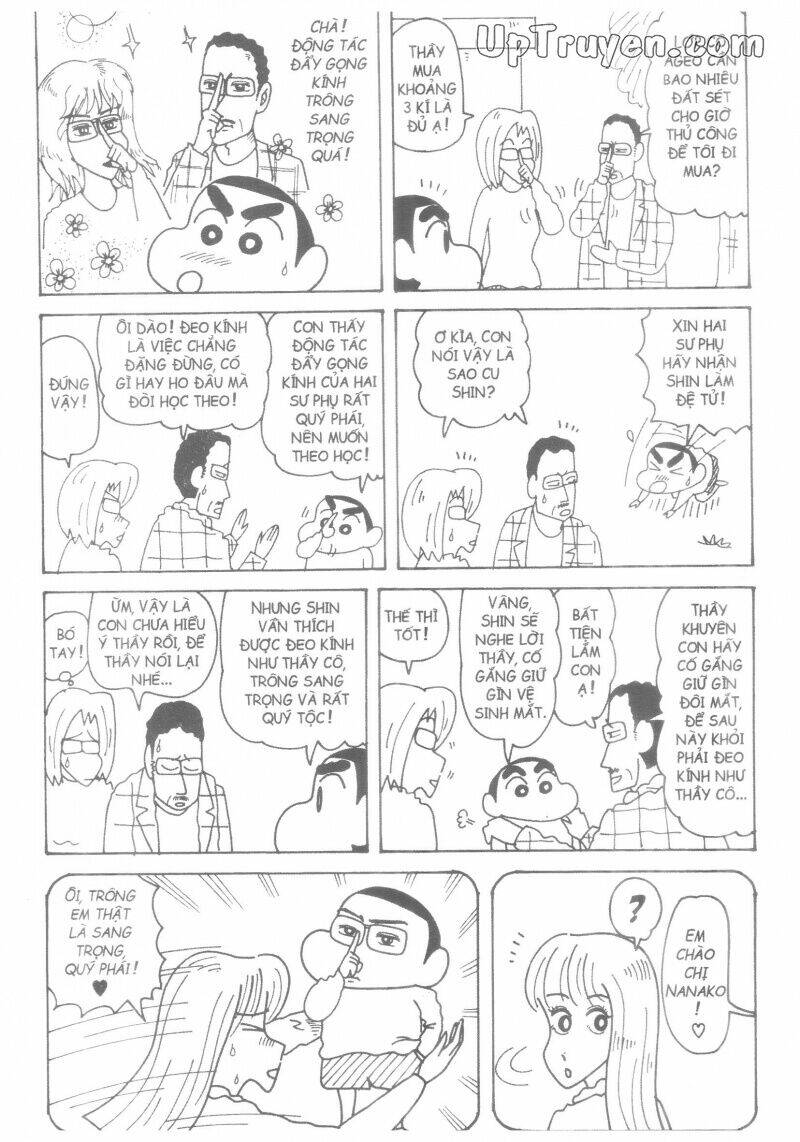 UpTruyen.com
AGEO CẦN
BAO NHIÊU
ĐẤT SÉT
CHO GIỜ
THỦ CÔNG
ĐỂ TÔI ĐI
MUA?
THẦY
MUA
KHOẢNG
3 KÍ LÀ
ĐỦ Ạ!
CHÀ!
ĐỘNG TÁC
ĐẨY GỌNG
KÍNH
TRÔNG
SANG
TRỌNG
QUÁ!
XIN HAI
SƯ PHỤ
HÃY NHẬN
SHIN LÀM
ĐỆ TỬ!
Ơ KÌA, CON
NÓI VẬY LÀ
SAO CU
SHIN?
CON THẤY
ĐỘNG TÁC
ĐẨY GỌNG
KÍNH CỦA HAI
SƯ PHỤ RẤT
QUÝ PHÁI,
NÊN MUỐN
THEO HỌC!
ÔI DÀO! ĐEO KÍNH
LÀ VIỆC CHẲNG
ĐẶNG ĐỪNG, CÓ
GÌ HAY HO ĐÂU MÀ
ĐÒI HỌC THEO!
ĐÚNG
VẬY!
THẦY
KHUYÊN
CON HÃY
CỐ GẮNG
GIỮ GÌN
ĐÔI MẮT,
ĐỂ SAU
NÀY KHỎI
PHẢI ĐEO
KÍNH NHƯ
THẦY CÔ...
BẤT
TIỆN
LẮM
CON
Ạ!
VÂNG,
SHIN SẼ
NGHE LỜI
THẦY, CỐ
GẮNG GIỮ
GÌN VỆ
SINH MẮT.
THẾ THÌ
TỐT!
NHƯNG SHIN
VẪN THÍCH
ĐƯỢC ĐEO KÍNH
NHƯ THẦY CÔ,
TRÔNG SANG
TRỌNG VÀ RẤT
QUÝ TỘC!
ỪM, VẬY LÀ
CON CHƯA HIỂU
Ý THẦY RỒI, ĐỂ
THẦY NÓI LẠI
NHÉ...
BÓ
TAY!
EM
CHÀO
CHỊ
NANAKO
!
♡
?
ÔI, TRÔNG
EM THẬT
LÀ SANG
TRỌNG,
QUÝ PHÁI!
♥